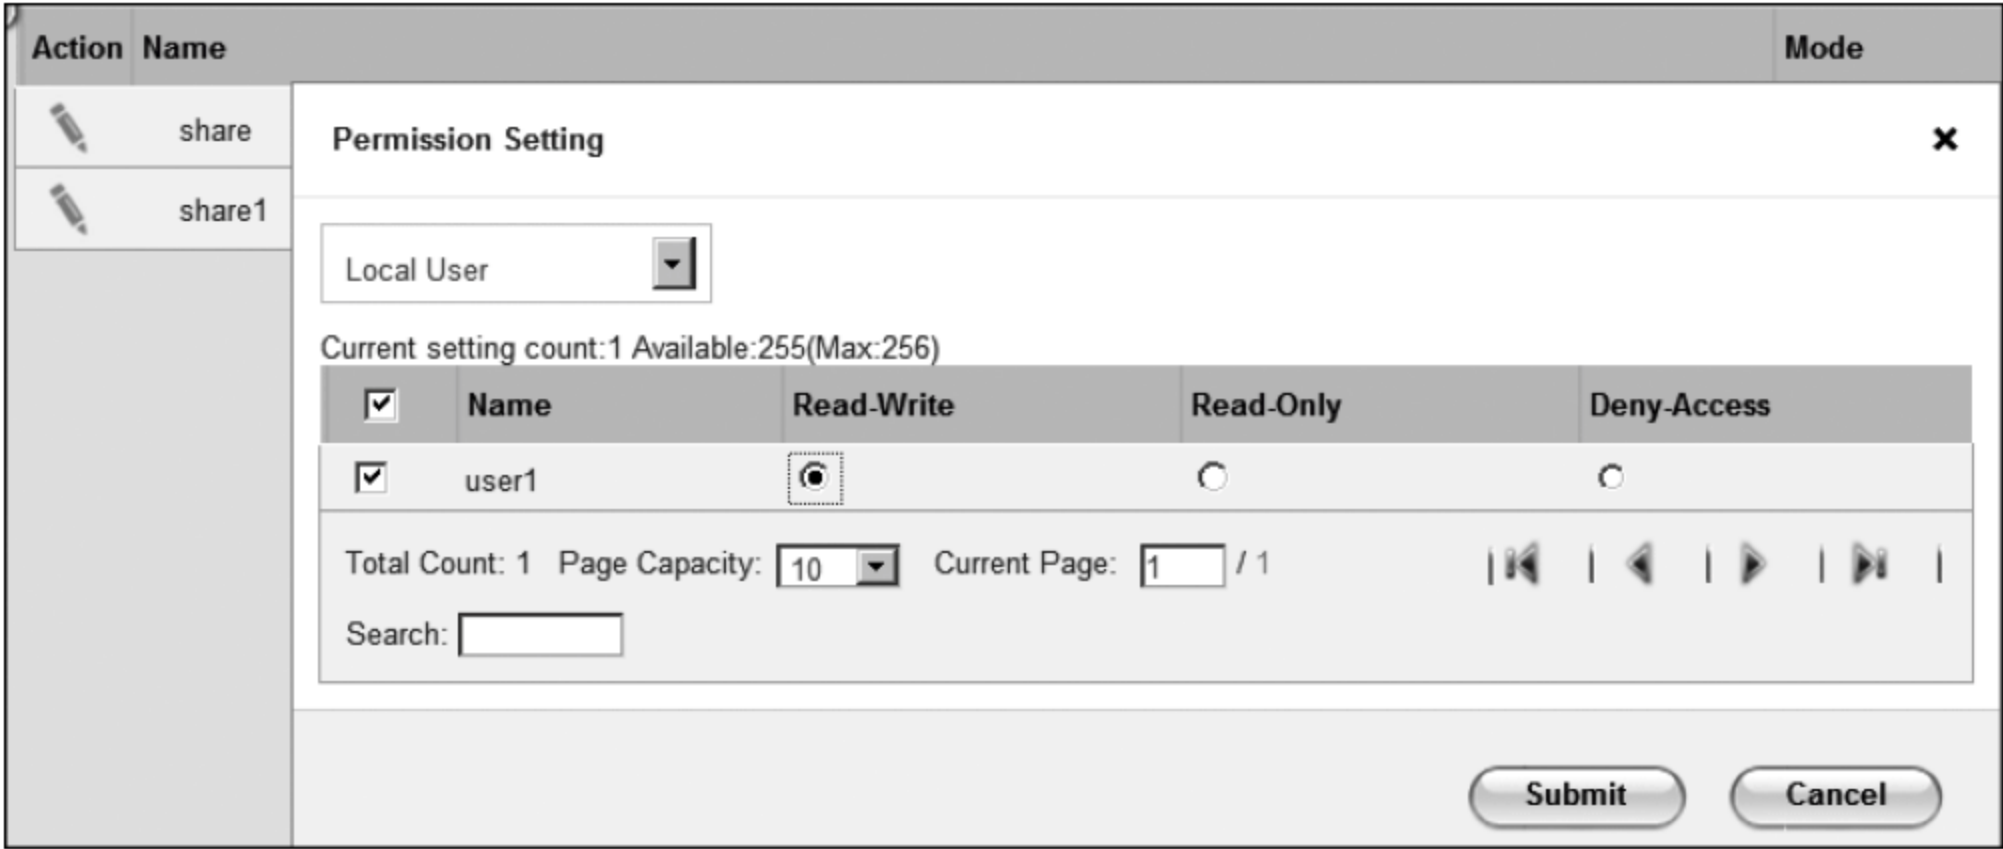 Action Name Mode
share
share1
Permission Setting
Local User
Current setting count:1 Available:255(Max:256)
Name Read-Write Read-Only Deny-Access
user1
Total Count: 1 Page Capacity: 10 Current Page: 1 / 1
Search:
Submit Cancel